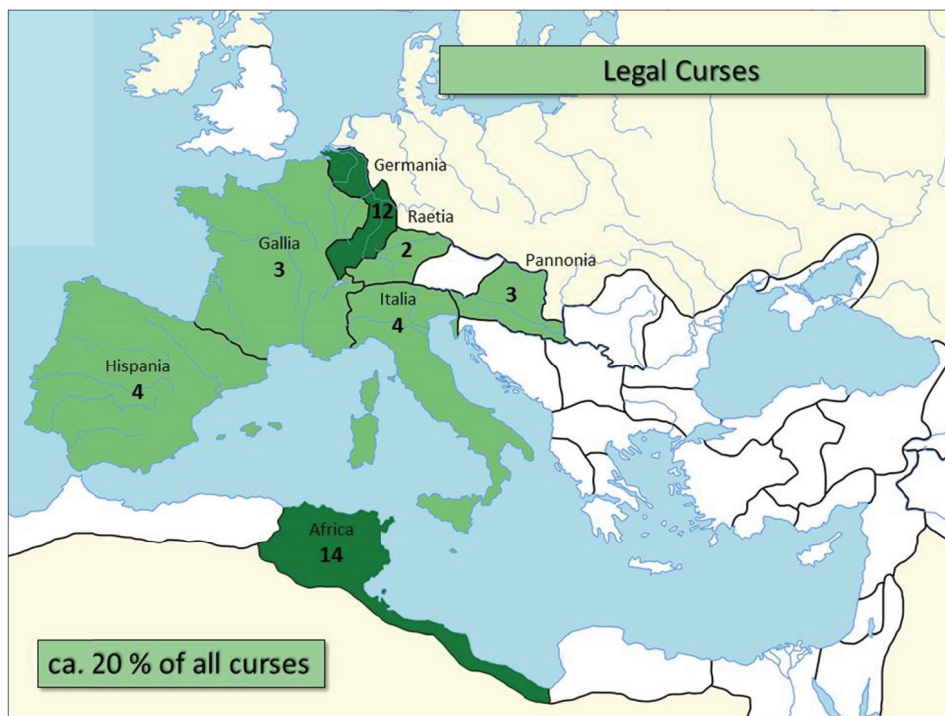 Legal Curses
Germania
12
Raetia
2
Gallia
3
Pannonia
3
Italia
4
Hispania
4
Africa
14
ca. 20 % of all curses